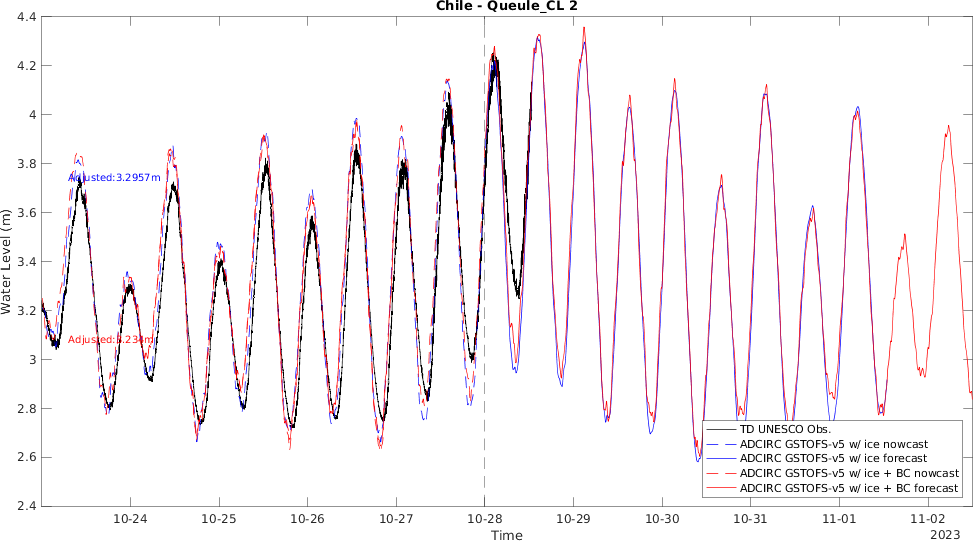 Chile - Queule_CL 2
4.4
4.2
4
3.8
3.6
3.4
3.2
3
2.8
2.6
2.4
Water Level (m)
Adjusted:3.2957m
TD UNESCO Obs.
ADCIRC GSTOFS-v5 w/ ice nowcast
ADCIRC GSTOFS-v5 w/ ice forecast
ADCIRC GSTOFS-v5 w/ ice + BC nowcast
ADCIRC GSTOFS-v5 w/ ice + BC forecast
10-24 10-25 10-26 10-27 10-28 10-29 10-30 10-31 11-01 11-02
Time
2023